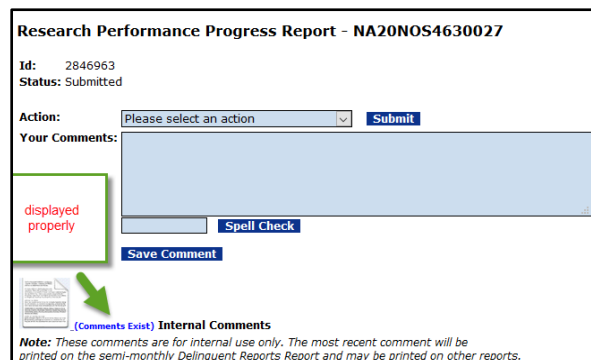 Research Performance Progress Report - NA20NOS4630027
Id: 2846963
Status: Submitted
Action: Please select an action Submit
Your Comments:
displayed
properly
Spell Check
Save Comment
(Comments Exist) Internal Comments
Note: These comments are for internal use only. The most recent comment will be
printed on the semi-monthly Delinquent Reports Report and may be printed on other reports.